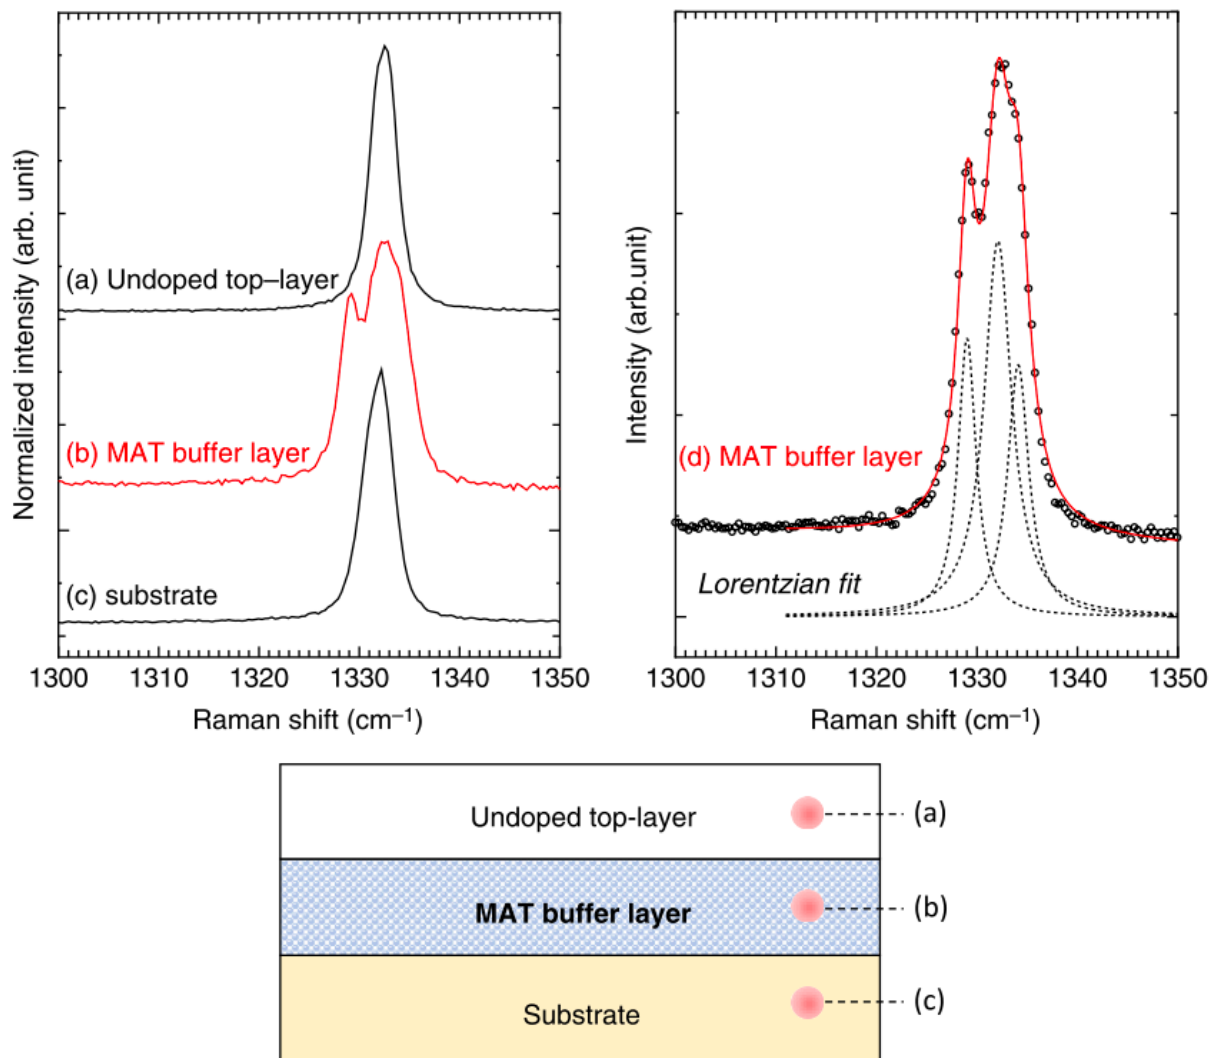 Normalized intensity (arb. unit)
(a) Undoped top–layer
(b) MAT buffer layer
(c) substrate
1300 1310 1320 1330 1340 1350
Raman shift (cm⁻¹)
Intensity (arb.unit)
(d) MAT buffer layer
Lorentzian fit
1300 1310 1320 1330 1340 1350
Raman shift (cm⁻¹)
Undoped top-layer
(a)
MAT buffer layer
(b)
Substrate
(c)